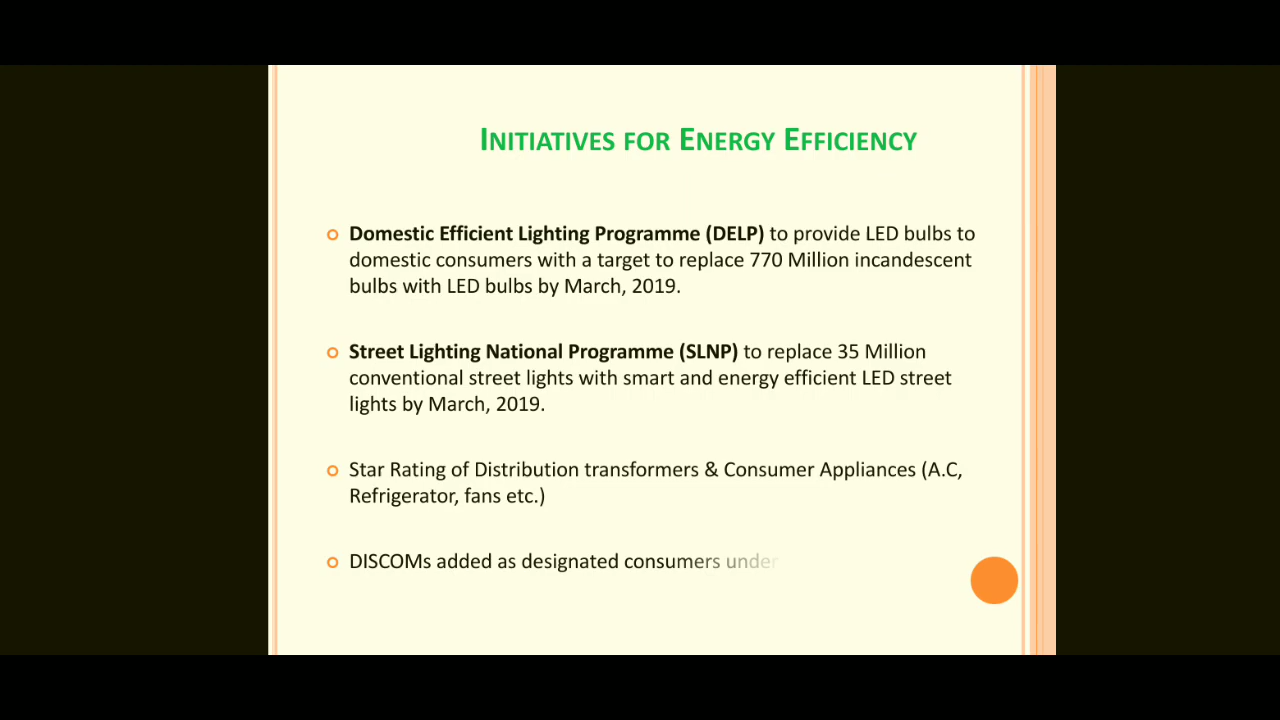 INITIATIVES FOR ENERGY EFFICIENCY
Domestic Efficient Lighting Programme (DELP) to provide LED bulbs to
domestic consumers with a target to replace 770 Million incandescent
bulbs with LED bulbs by March, 2019.
Street Lighting National Programme (SLNP) to replace 35 Million
conventional street lights with smart and energy efficient LED street
lights by March, 2019.
Star Rating of Distribution transformers & Consumer Appliances (A.C,
Refrigerator, fans etc.)
DISCOMs added as designated consumers under